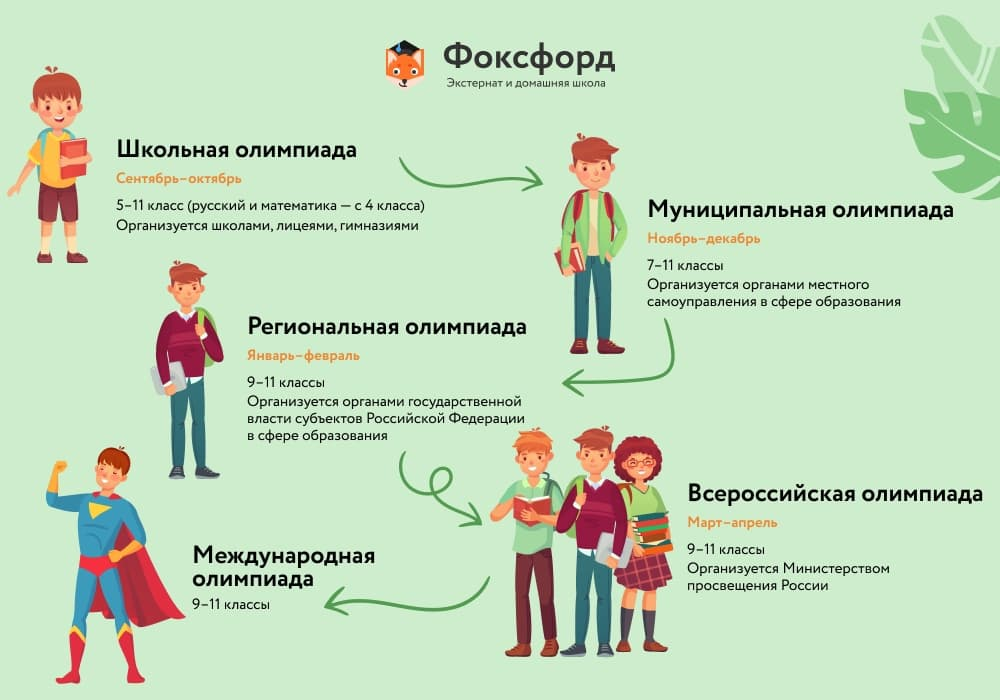 Фоксфорд
Экстернат и домашняя школа
Школьная олимпиада
Сентябрь–октябрь
5–11 класс (русский и математика — с 4 класса)
Организуется школами, лицеями, гимназиями
Муниципальная олимпиада
Ноябрь–декабрь
7–11 классы
Организуется органами местного
самоуправления в сфере образования
Региональная олимпиада
Январь–февраль
9–11 классы
Организуется органами государственной
власти субъектов Российской Федерации
в сфере образования
Всероссийская олимпиада
Март–апрель
9–11 классы
Организуется Министерством
просвещения России
Международная
олимпиада
9–11 классы